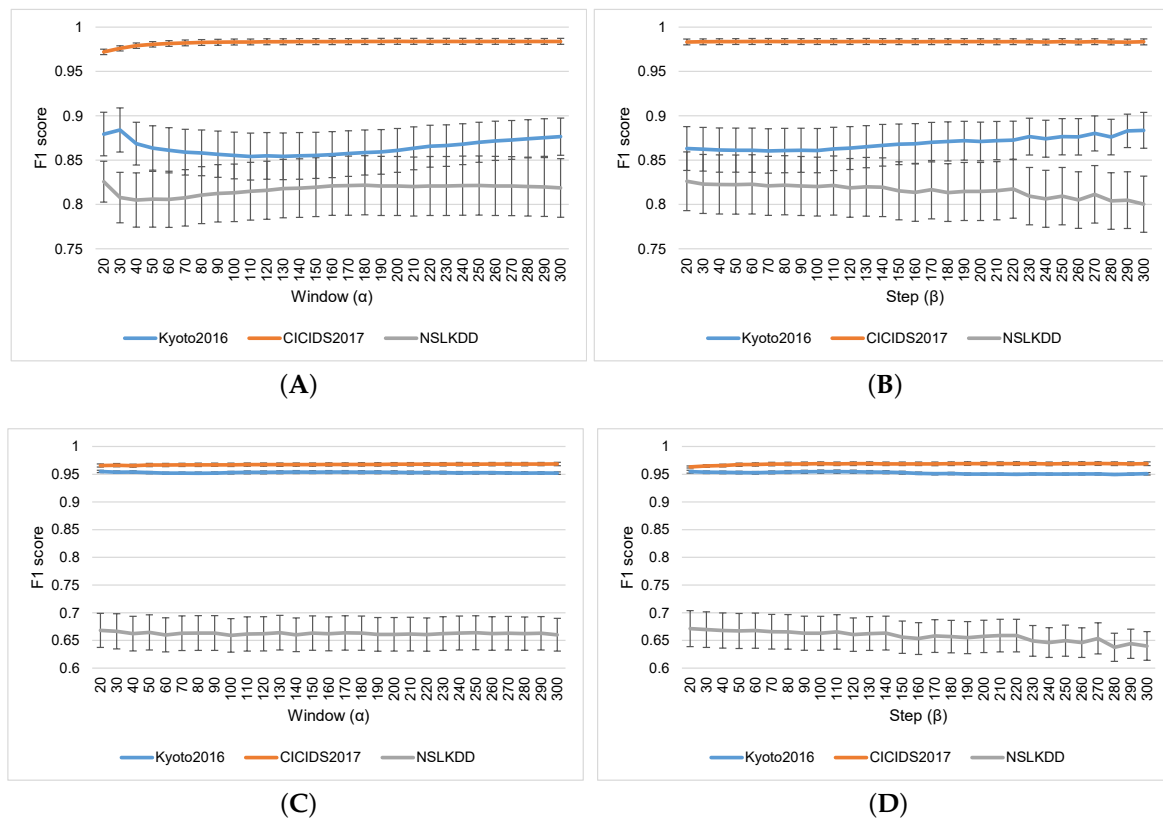 1
0.95
0.9
0.85
0.8
0.75
F1 score
20 30 40 50 60 70 80 90 100 110 120 130 140 150 160 170 180 190 200 210 220 230 240 250 260 270 280 290 300
Window (α)
Kyoto2016 CICIDS2017 NSLKDD
(A)
1
0.95
0.9
0.85
0.8
0.75
F1 score
20 30 40 50 60 70 80 90 100 110 120 130 140 150 160 170 180 190 200 210 220 230 240 250 260 270 280 290 300
Step (β)
Kyoto2016 CICIDS2017 NSLKDD
(B)
1
0.95
0.9
0.85
0.8
0.75
0.7
0.65
0.6
F1 score
20 30 40 50 60 70 80 90 100 110 120 130 140 150 160 170 180 190 200 210 220 230 240 250 260 270 280 290 300
Window (α)
Kyoto2016 CICIDS2017 NSLKDD
(C)
1
0.95
0.9
0.85
0.8
0.75
0.7
0.65
0.6
F1 score
20 30 40 50 60 70 80 90 100 110 120 130 140 150 160 170 180 190 200 210 220 230 240 250 260 270 280 290 300
Step (β)
Kyoto2016 CICIDS2017 NSLKDD
(D)